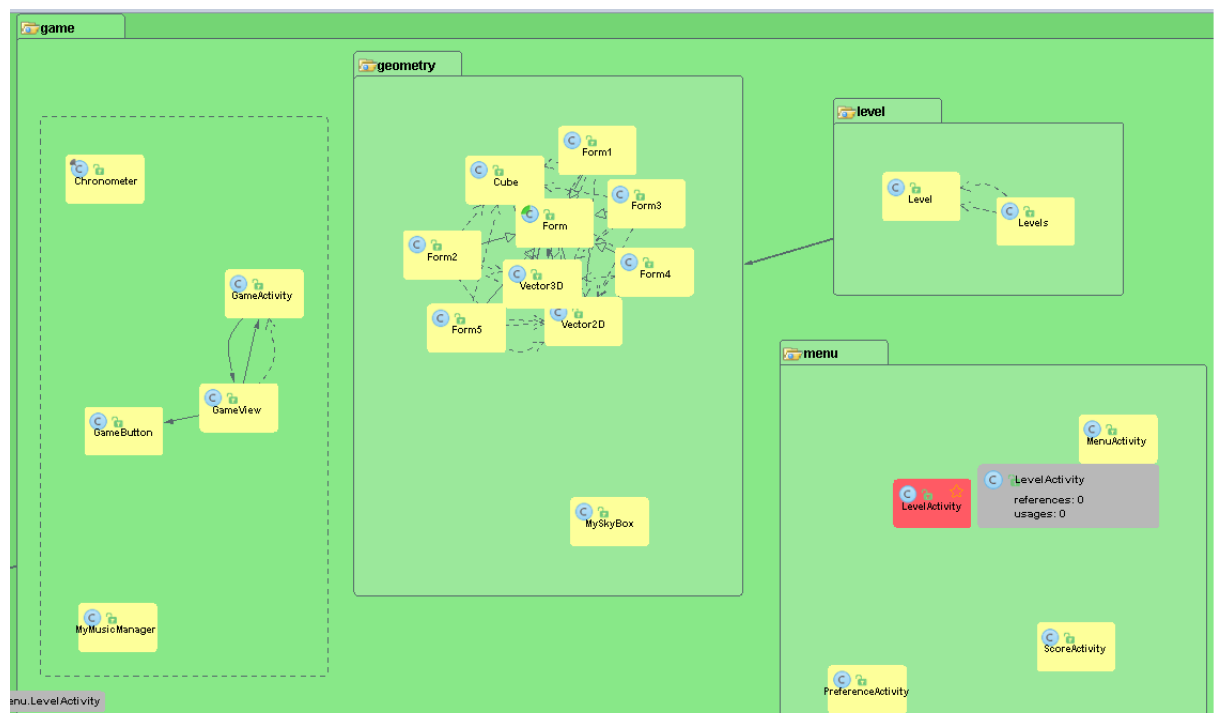 game
geometry
level
menu
Chronometer
GameActivity
GameView
GameButton
MyMusicManager
Form1
Cube
Form3
Form
Form2
Form4
Vector3D
Vector2D
Form5
MySkyBox
Level
Levels
MenuActivity
LevelActivity
LevelActivity
references: 0
usages: 0
ScoreActivity
PreferenceActivity
enu.LevelActivity